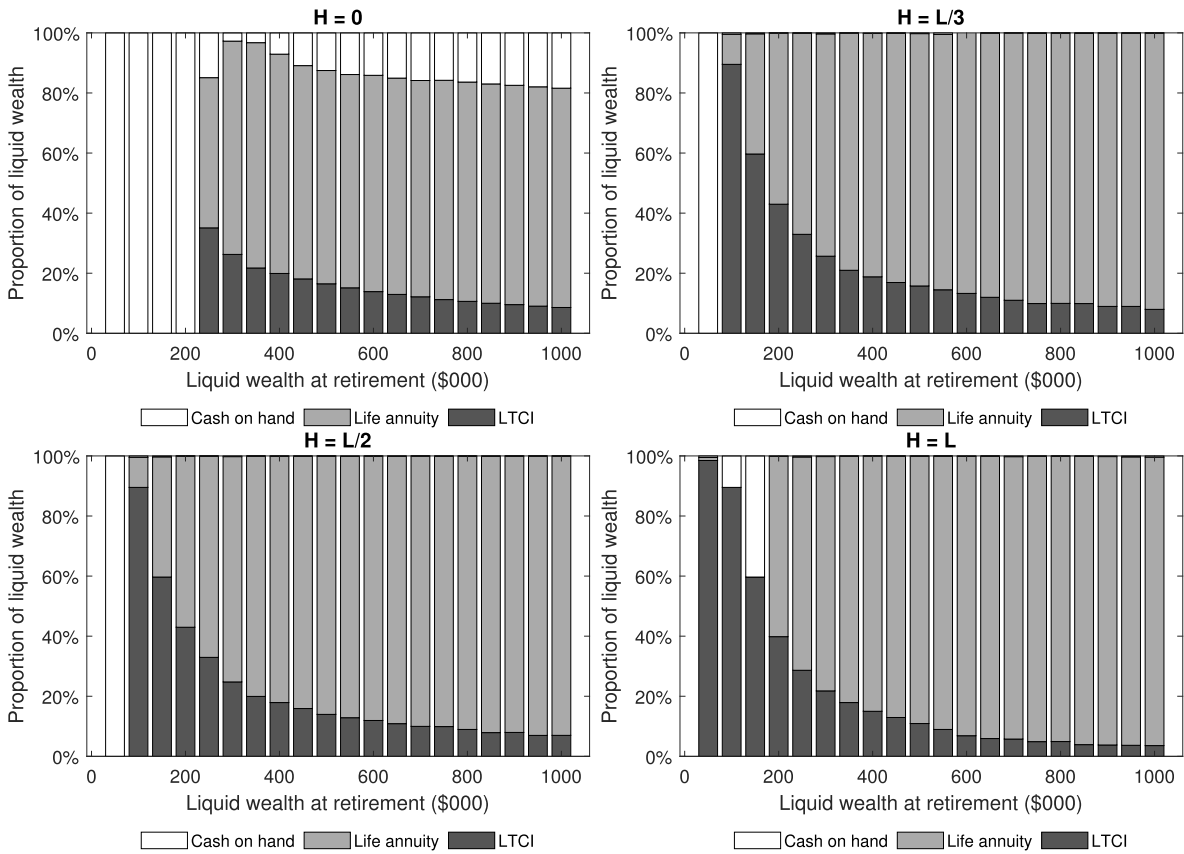 H = 0
100%
80%
60%
40%
20%
0%
Proportion of liquid wealth
0 200 400 600 800 1000
Liquid wealth at retirement ($000)
Cash on hand Life annuity LTCI
H = L/3
100%
80%
60%
40%
20%
0%
Proportion of liquid wealth
0 200 400 600 800 1000
Liquid wealth at retirement ($000)
Cash on hand Life annuity LTCI
H = L/2
100%
80%
60%
40%
20%
0%
Proportion of liquid wealth
0 200 400 600 800 1000
Liquid wealth at retirement ($000)
Cash on hand Life annuity LTCI
H = L
100%
80%
60%
40%
20%
0%
Proportion of liquid wealth
0 200 400 600 800 1000
Liquid wealth at retirement ($000)
Cash on hand Life annuity LTCI